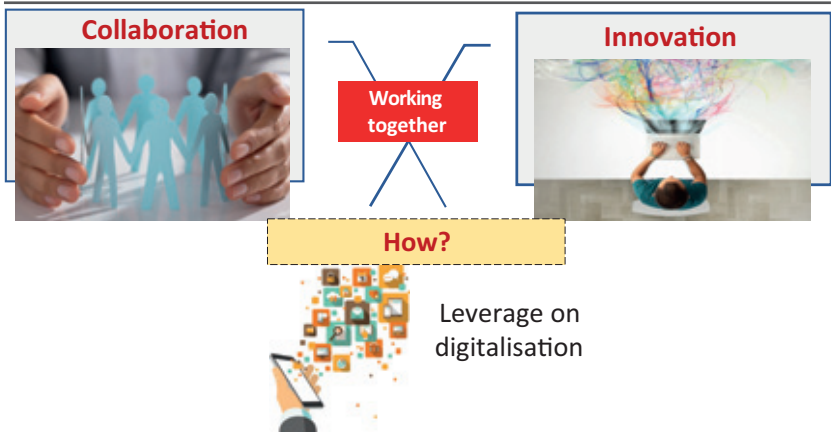 Collaboration
Innovation
Working
together
How?
Leverage on
digitalisation